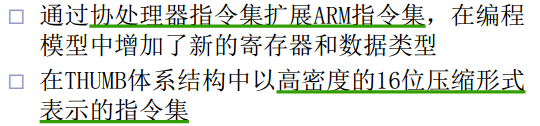 通过协处理器指令集扩展ARM指令集，在编程
模型中增加了新的寄存器和数据类型
在THUMB体系结构中以高密度的16位压缩形式
表示的指令集